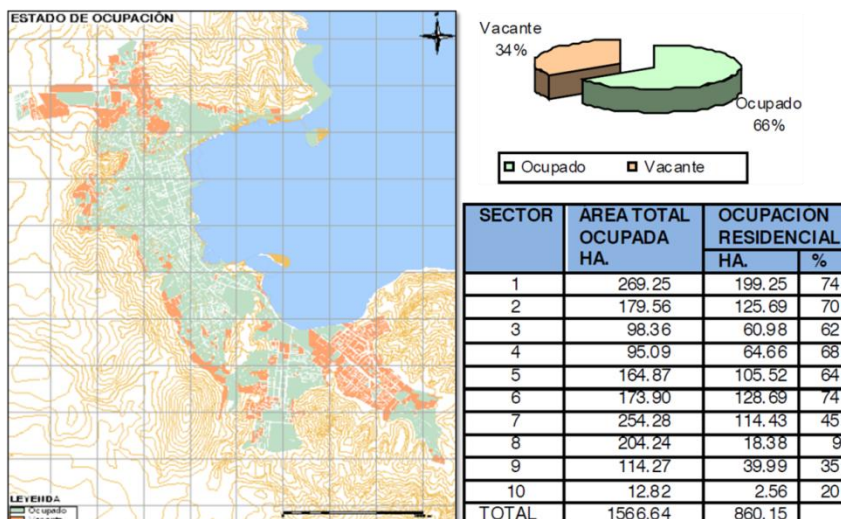 ESTADO DE OCUPACIÓN
LEYENDA
Ocupado
Vacante
Vacante
34%
Ocupado
66%
Ocupado Vacante
SECTOR AREA TOTAL OCUPADA HA. OCUPACION RESIDENCIAL
HA. %
1 269.25 199.25 74
2 179.56 125.69 70
3 98.36 60.98 62
4 95.09 64.66 68
5 164.87 105.52 64
6 173.90 128.69 74
7 254.28 114.43 45
8 204.24 18.38 9
9 114.27 39.99 35
10 12.82 2.56 20
TOTAL 1566.64 860.15